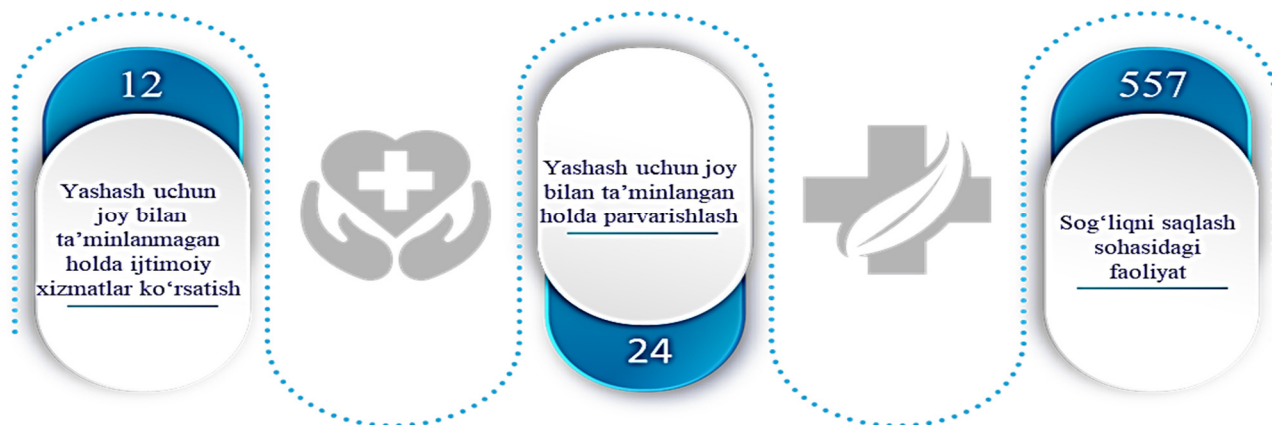 12
Yashash uchun
joy bilan
ta’minlanmagan
holda ijtimoiy
xizmatlar ko‘rsatish
Yashash uchun joy
bilan ta’minlangan
holda parvarishlash
24
557
Sog‘liqni saqlash
sohasidagi
faoliyat